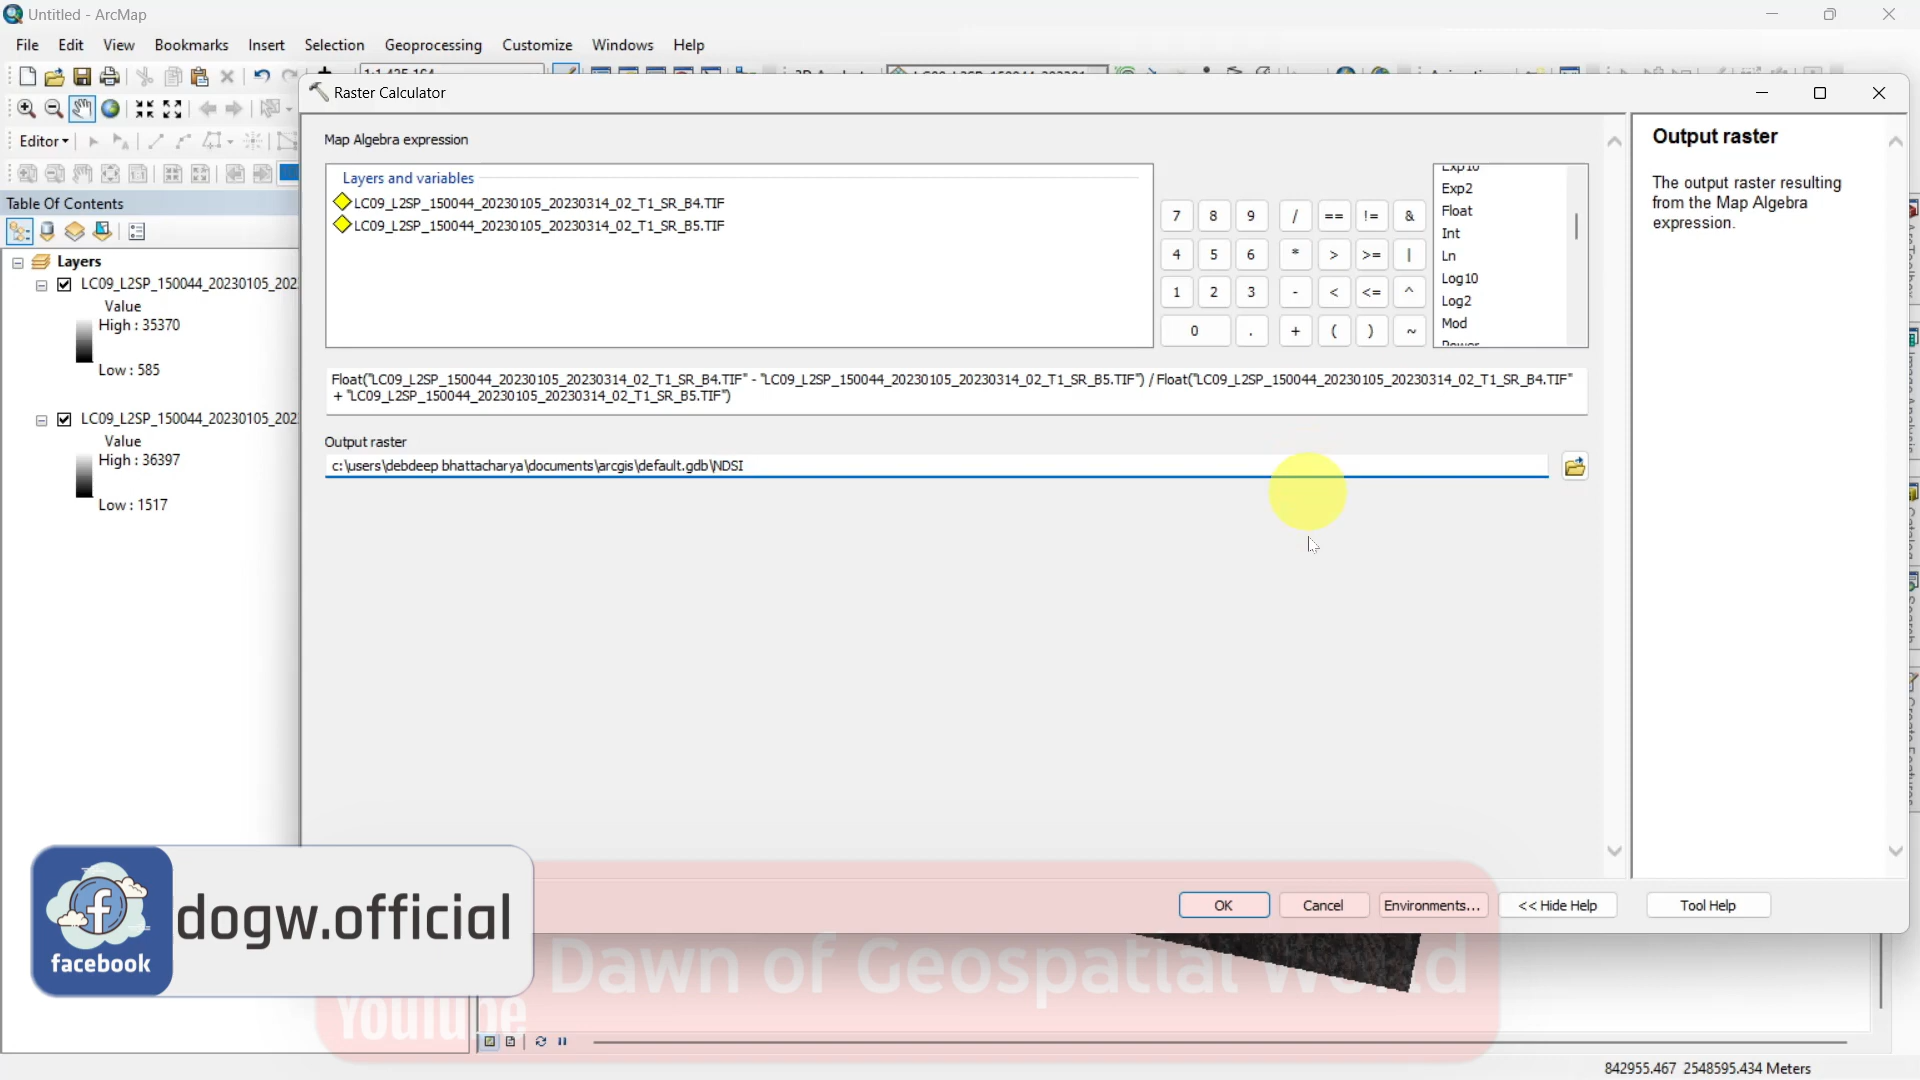 Untitled - ArcMap
File Edit View Bookmarks Insert Selection Geoprocessing Customize Windows Help
Raster Calculator
Editor
Map Algebra expression
Output raster
Layers and variables
Exp2
The output raster resulting
from the Map Algebra
expression.
LC09_L2SP_150044_20230105_20230314_02_T1_SR_B4.TIF
LC09_L2SP_150044_20230105_20230314_02_T1_SR_B5.TIF
7 8 9 / == != &
4 5 6 * > >= |
1 2 3 - < <= ^
0 . + ( ) ~
Float
Int
Ln
Log10
Log2
Mod
Table Of Contents
Layers
LC09_L2SP_150044_20230105_202
Value
High : 35370
Low : 585
LC09_L2SP_150044_20230105_202
Value
High : 36397
Low : 1517
Float("LC09_L2SP_150044_20230105_20230314_02_T1_SR_B4.TIF" - "LC09_L2SP_150044_20230105_20230314_02_T1_SR_B5.TIF") / Float("LC09_L2SP_150044_20230105_20230314_02_T1_SR_B4.TIF"
+ "LC09_L2SP_150044_20230105_20230314_02_T1_SR_B5.TIF")
Output raster
c:\users\debdeep bhattacharya\documents\arcgis\default.gdb\NDSI
OK Cancel Environments... << Hide Help Tool Help
facebook
dogw.official
Dawn of Geospatial World
YouTube
842955.467 2548595.434 Meters